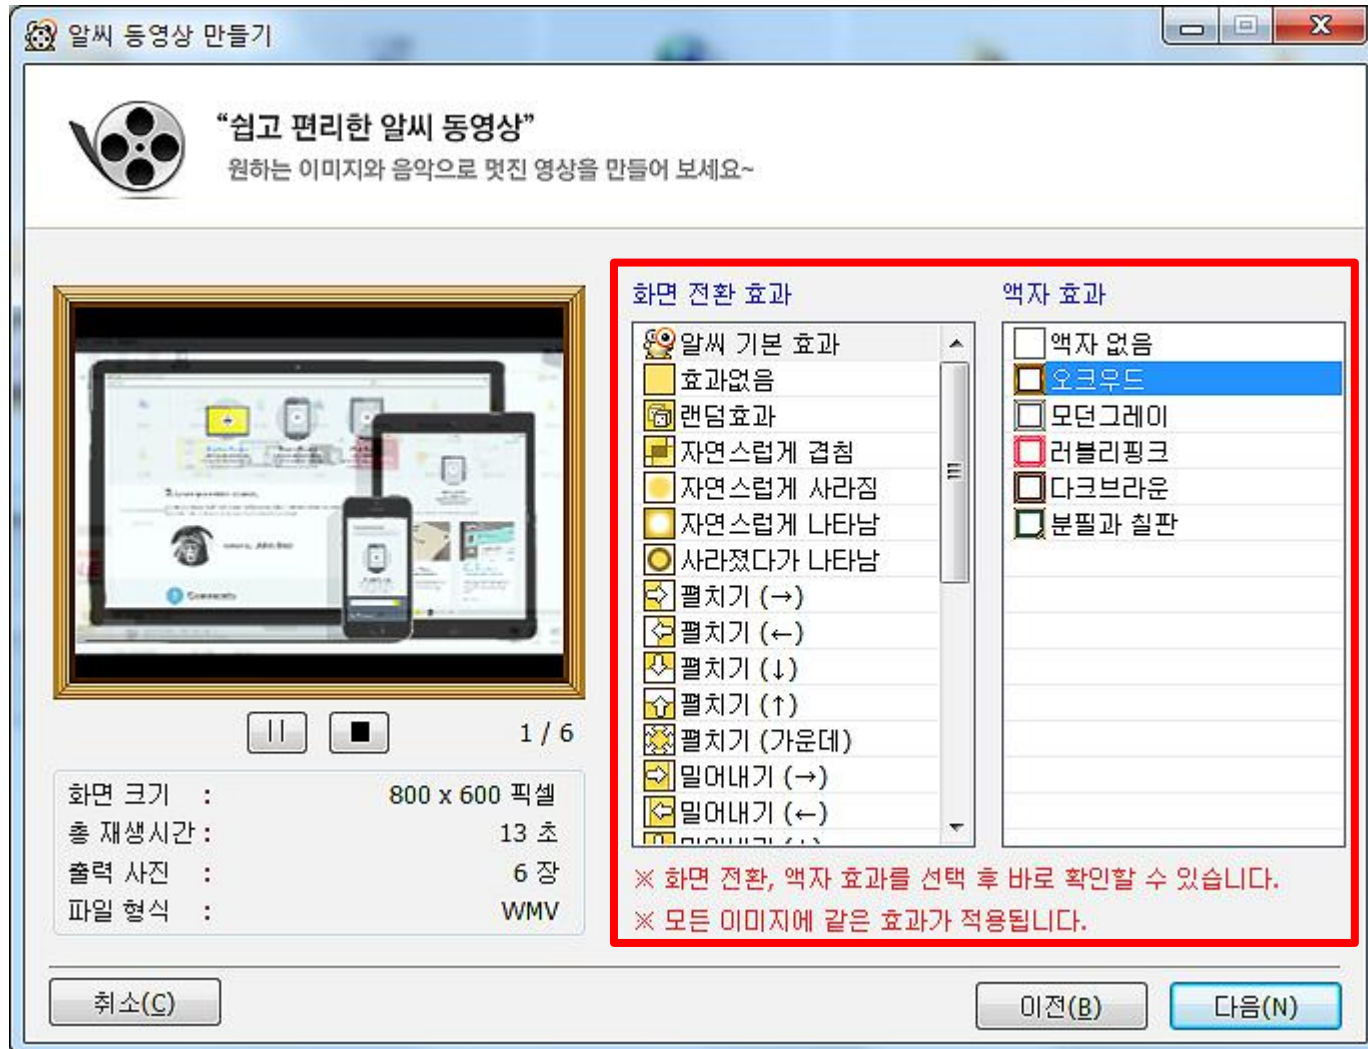 알씨 동영상 만들기
“쉽고 편리한 알씨 동영상”
원하는 이미지와 음악으로 멋진 영상을 만들어 보세요~
Comments
1 / 6
화면 크기 : 800 x 600 픽셀
총 재생시간 : 13 초
출력 사진 : 6 장
파일 형식 : WMV
화면 전환 효과
알씨 기본 효과
효과없음
랜덤효과
자연스럽게 겹침
자연스럽게 사라짐
자연스럽게 나타남
사라졌다가 나타남
펼치기 (→)
펼치기 (←)
펼치기 (↓)
펼치기 (↑)
펼치기 (가운데)
밀어내기 (→)
밀어내기 (←)
액자 효과
액자 없음
오크우드
모던그레이
러블리핑크
다크브라운
분필과 칠판
※ 화면 전환, 액자 효과를 선택 후 바로 확인할 수 있습니다.
※ 모든 이미지에 같은 효과가 적용됩니다.
취소(C)
이전(B)
다음(N)